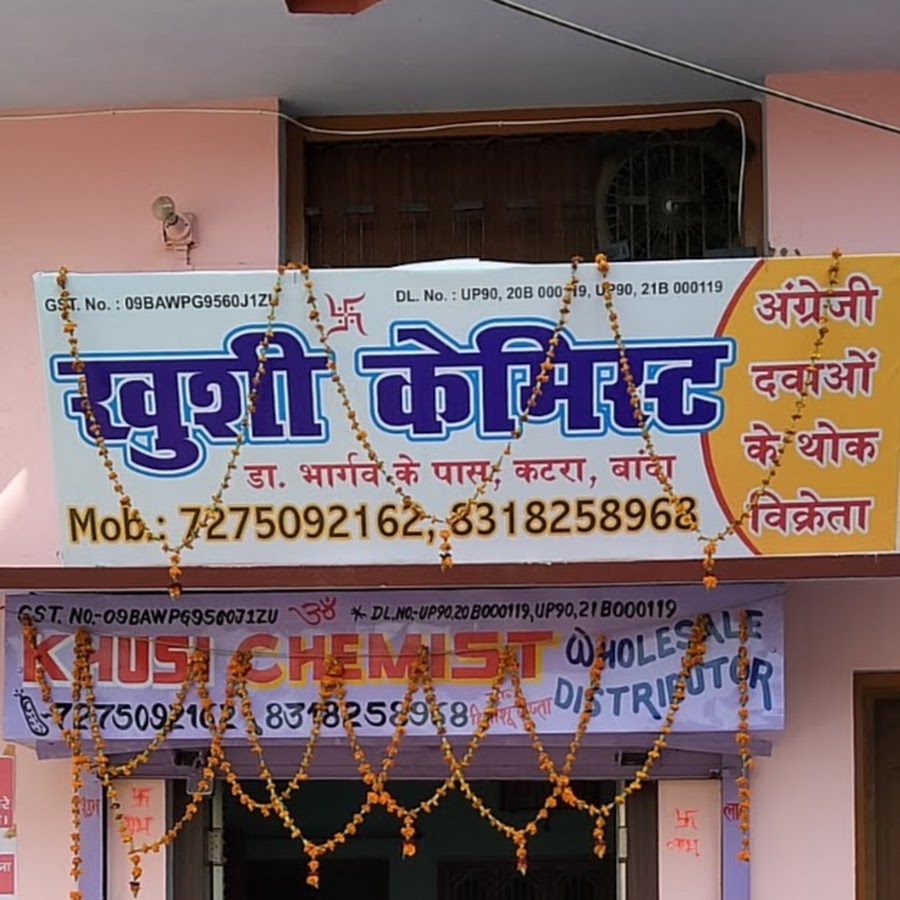 GST. No. : 09BAWPG9560J1ZU
DL. No. : UP90, 20B 000119, UP90, 21B 000119
खुशी केमिस्ट
डा. भार्गव के पास, कटरा, बांदा
Mob.: 7275092162, 8318258968
अंग्रेजी
दवाओं
के थोक
विक्रेता
GST. NO.-09BAWPG9560J1ZU ॐ * DL.NO.-UP90,20B000119,UP90,21B000119
KHUSI CHEMIST
WHOLESALE
DISTRIBUTOR
7275092162, 8318258968
शुभ
लाभ